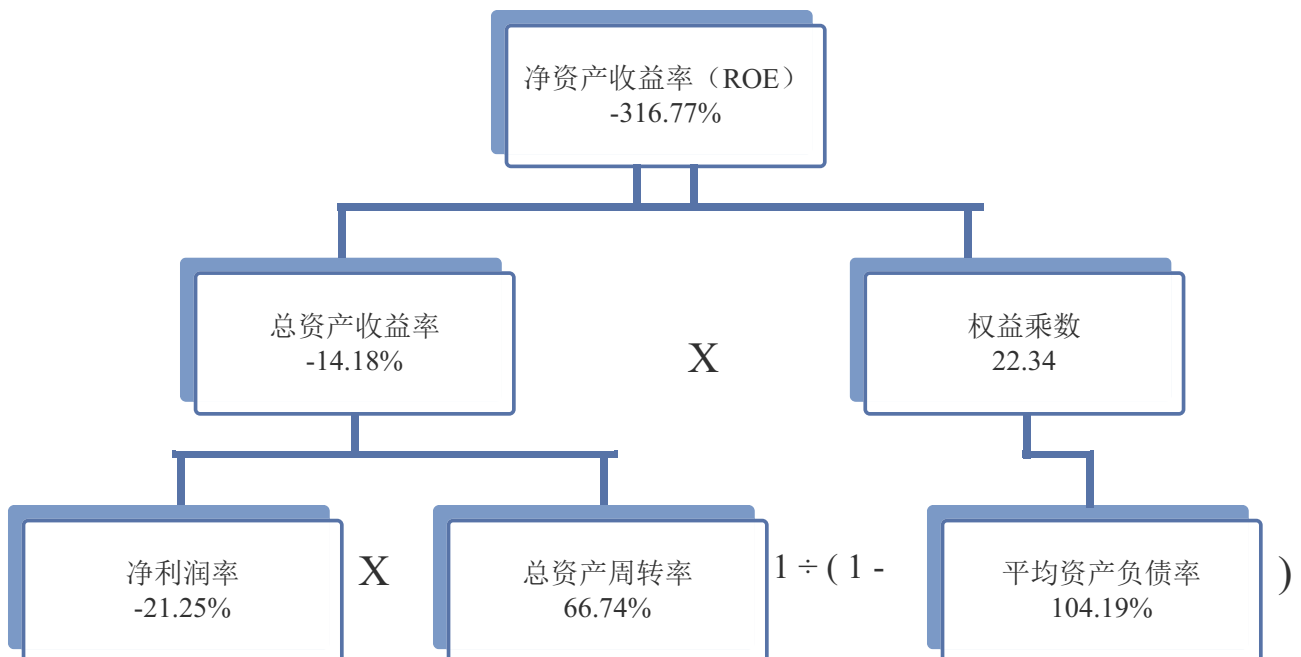 净资产收益率（ROE）
-316.77%
总资产收益率
-14.18%
X
权益乘数
22.34
净利润率
-21.25%
X
总资产周转率
66.74%
1 ÷ ( 1 -
平均资产负债率
104.19%
)